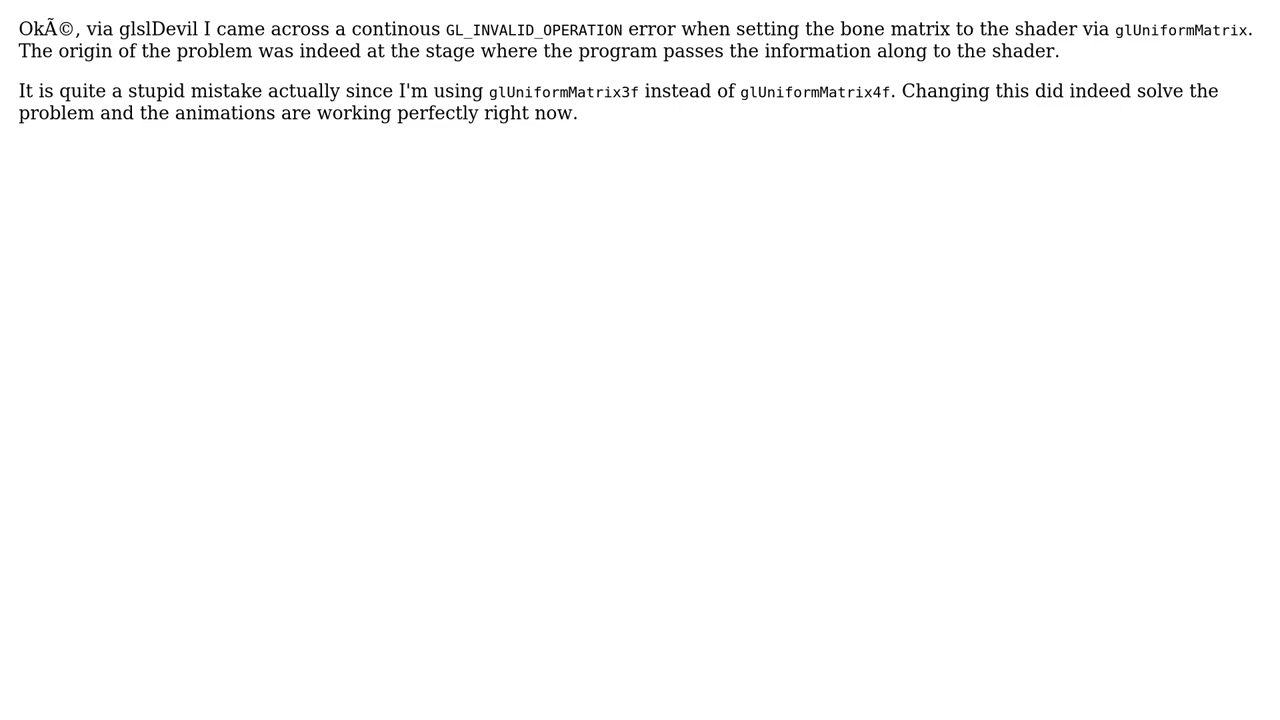 OkÃ©, via glslDevil I came across a continous GL_INVALID_OPERATION error when setting the bone matrix to the shader via glUniformMatrix.
The origin of the problem was indeed at the stage where the program passes the information along to the shader.
It is quite a stupid mistake actually since I'm using glUniformMatrix3f instead of glUniformMatrix4f. Changing this did indeed solve the
problem and the animations are working perfectly right now.